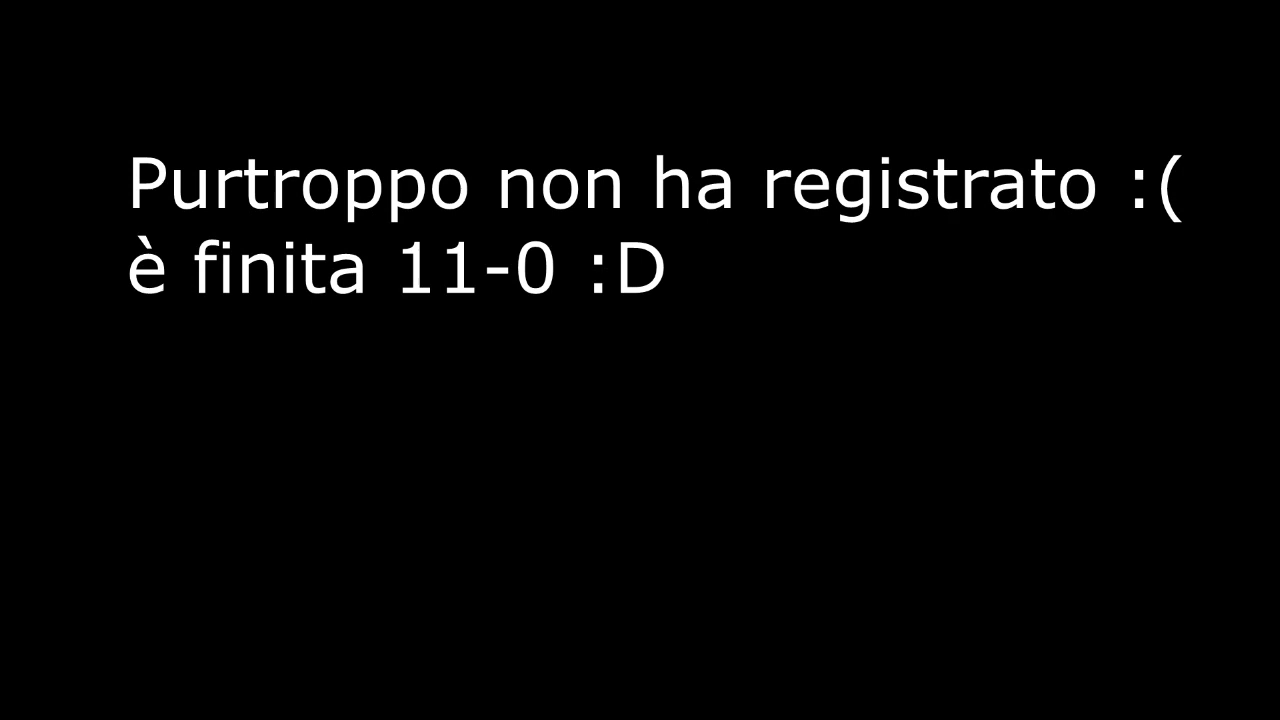 Purtroppo non ha registrato :(
è finita 11-0 :D